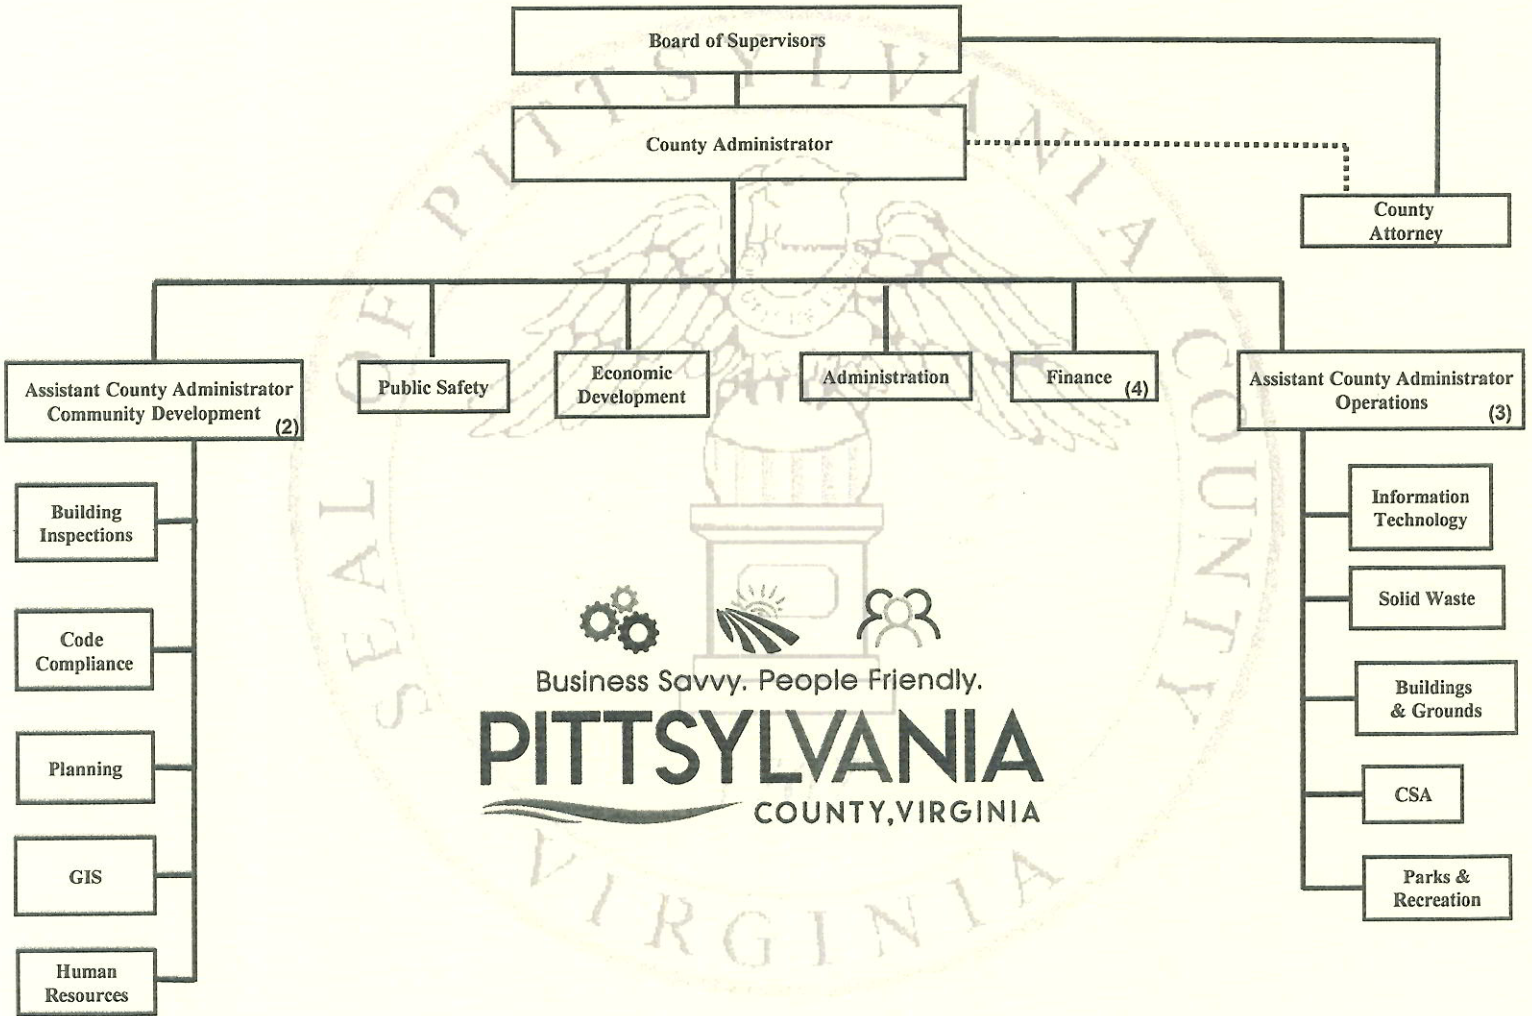 Board of Supervisors
County Administrator
County
Attorney
Assistant County Administrator
Community Development
(2)
Public Safety
Economic
Development
Administration
Finance
(4)
Assistant County Administrator
Operations
(3)
Building
Inspections
Code
Compliance
Planning
GIS
Human
Resources
Information
Technology
Solid Waste
Buildings
& Grounds
CSA
Parks &
Recreation
Business Savvy. People Friendly.
PITTSYLVANIA
COUNTY, VIRGINIA
SEAL OF PITTSYLVANIA COUNTY
VIRGINIA